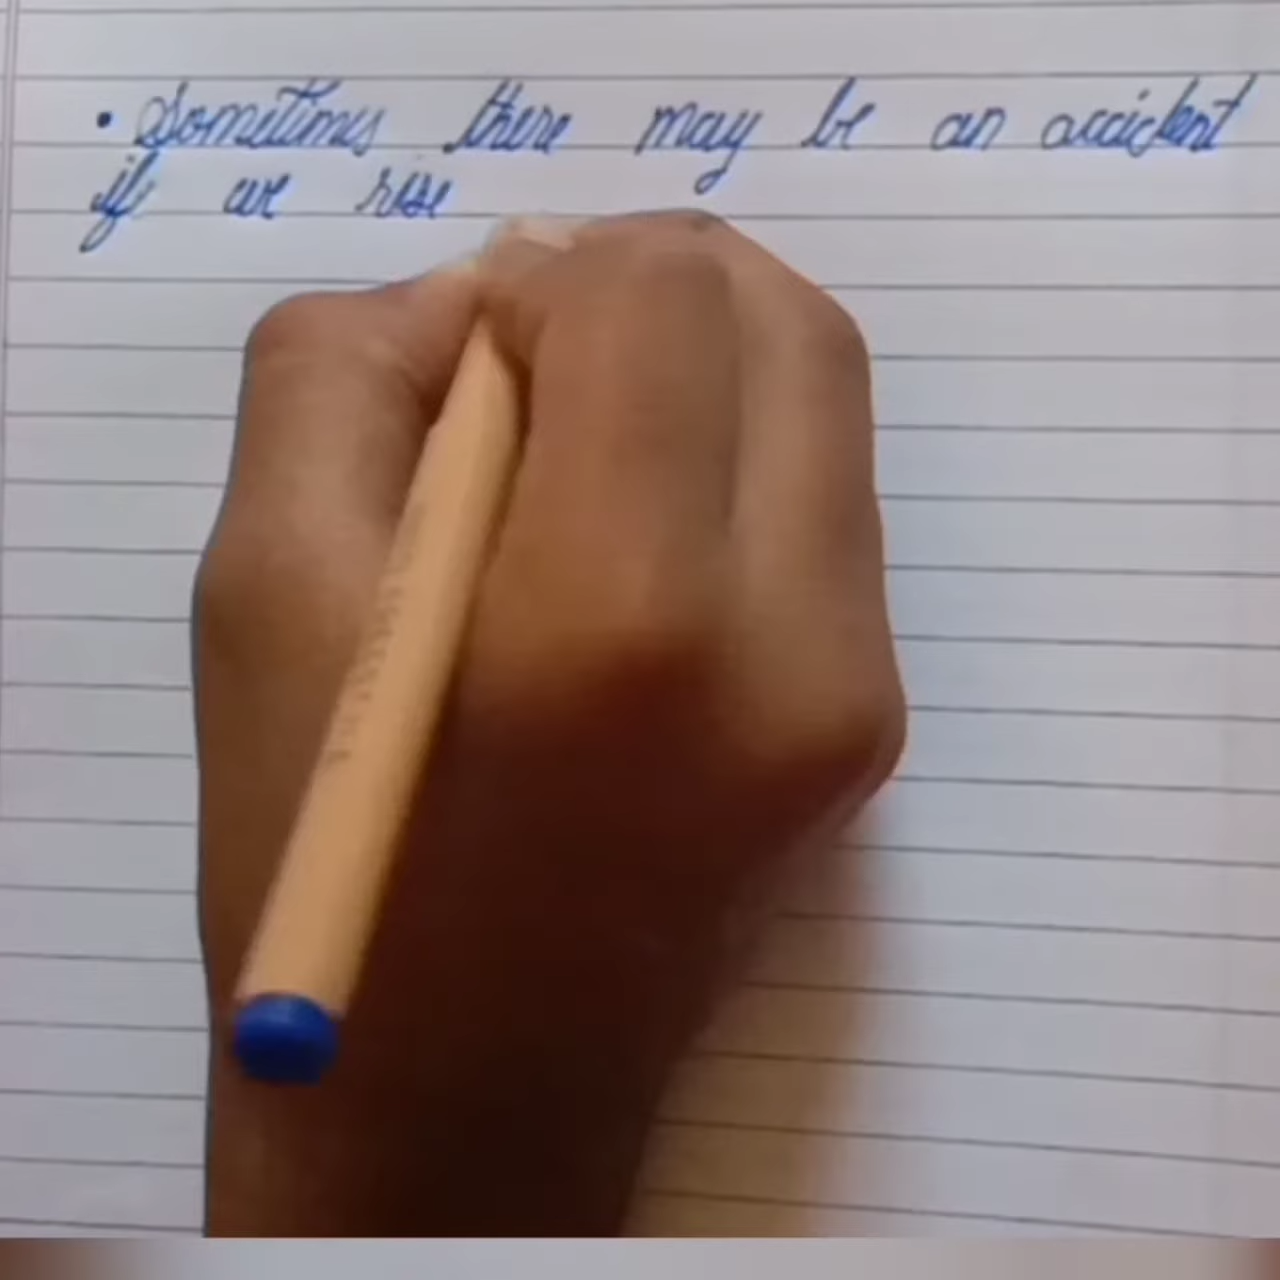 • Sometimes there may be an accident
if we rise